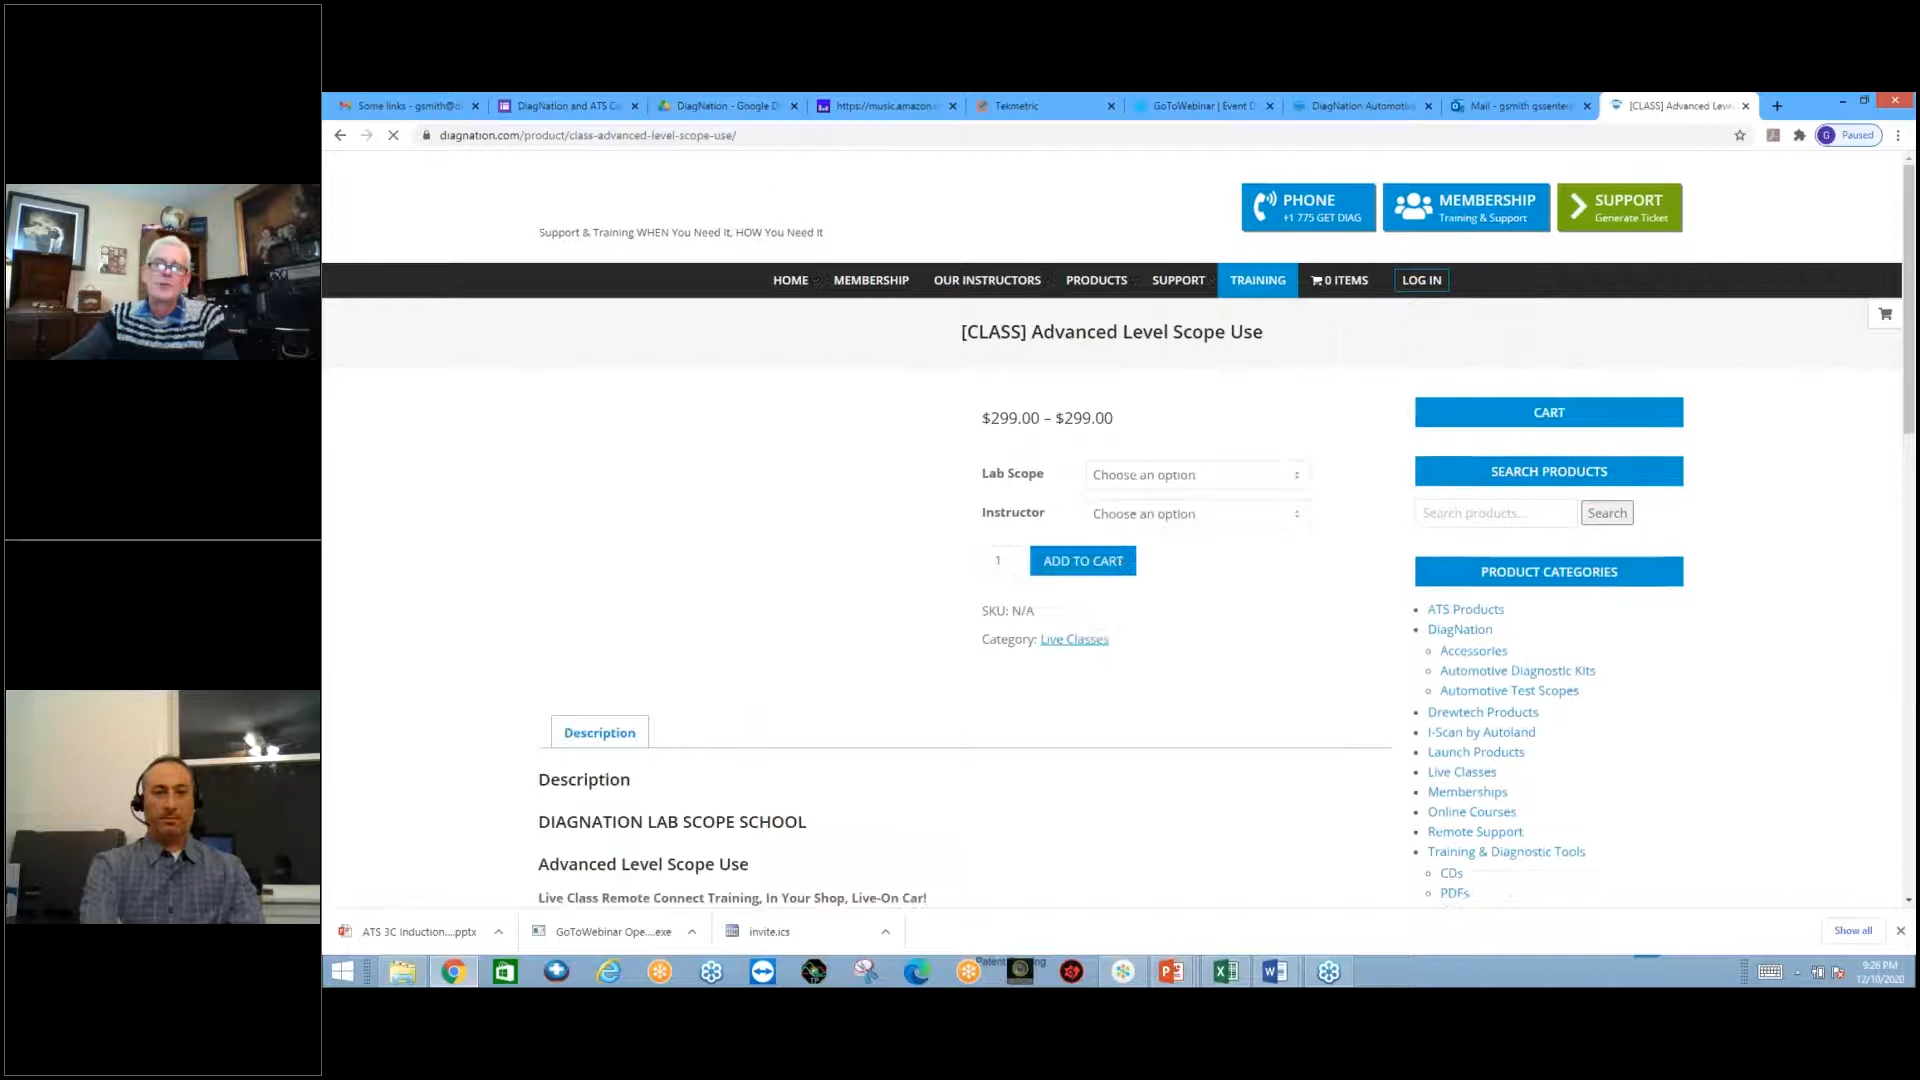 Some links - gsmith@d
DiagNation and ATS Ca
DiagNation - Google D
https://music.amazon.
Tekmetric
GoToWebinar | Event D
DiagNation Automotiv
Mail - gsmith gssenter
[CLASS] Advanced Leve
diagnation.com/product/class-advanced-level-scope-use/
G Paused
PHONE
+1 775 GET DIAG
MEMBERSHIP
Training & Support
SUPPORT
Generate Ticket
Support & Training WHEN You Need It, HOW You Need It
HOME MEMBERSHIP OUR INSTRUCTORS PRODUCTS SUPPORT TRAINING 0 ITEMS LOG IN
[CLASS] Advanced Level Scope Use
$299.00 – $299.00
Lab Scope Choose an option
Instructor Choose an option
1 ADD TO CART
SKU: N/A
Category: Live Classes
CART
SEARCH PRODUCTS
Search products... Search
PRODUCT CATEGORIES
ATS Products
DiagNation
Accessories
Automotive Diagnostic Kits
Automotive Test Scopes
Drewtech Products
I-Scan by Autoland
Launch Products
Live Classes
Memberships
Online Courses
Remote Support
Training & Diagnostic Tools
CDs
PDFs
Description
Description
DIAGNATION LAB SCOPE SCHOOL
Advanced Level Scope Use
Live Class Remote Connect Training, In Your Shop, Live-On Car!
ATS 3C Induction....pptx
GoToWebinar Ope....exe
invite.ics
Show all
9:26 PM
12/10/2020